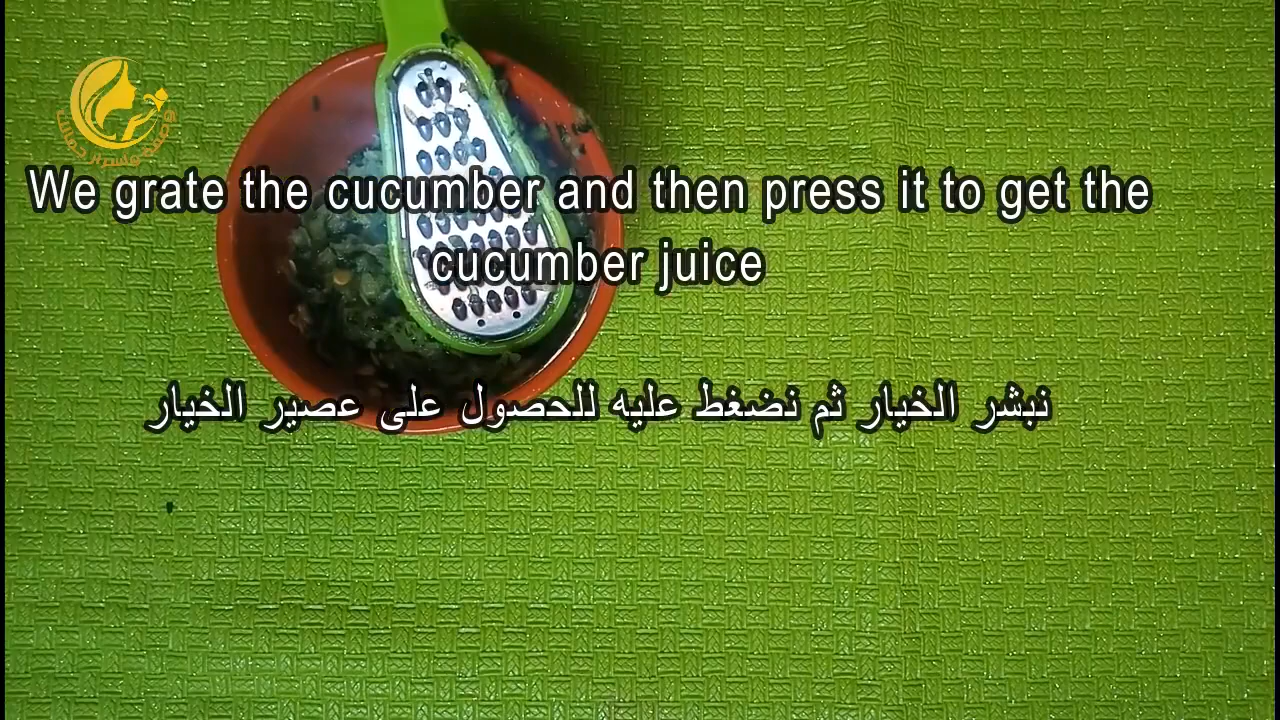 We grate the cucumber and then press it to get the
cucumber juice
نبشر الخيار ثم نضغط عليه للحصول على عصير الخيار